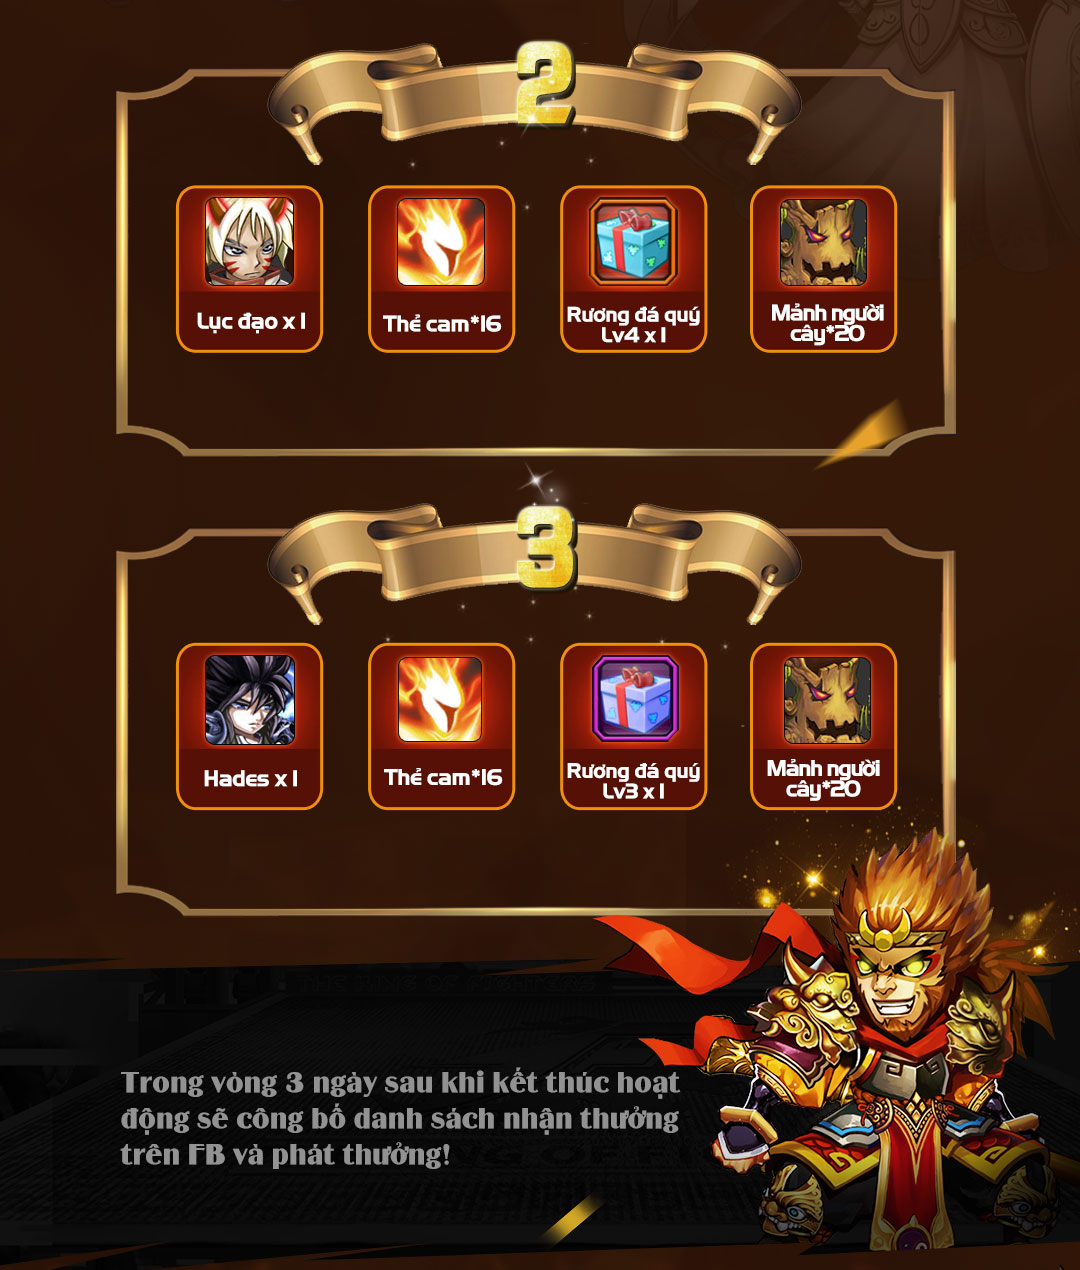 2
Lục đạo x 1
Thẻ cam*16
Rương đá quý
Lv4 x 1
Mảnh người
cây*20
3
Hades x 1
Thẻ cam*16
Rương đá quý
Lv3 x 1
Mảnh người
cây*20
Trong vòng 3 ngày sau khi kết thúc hoạt
động sẽ công bố danh sách nhận thưởng
trên FB và phát thưởng!